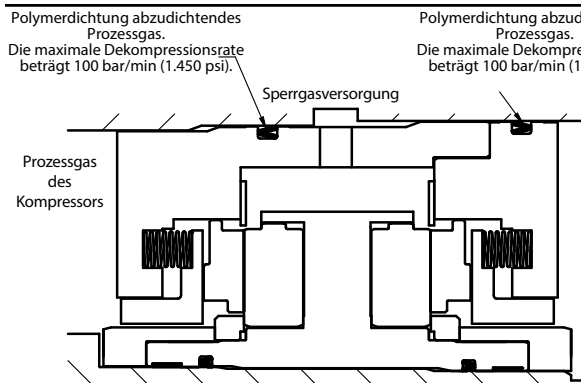 Polymerdichtung abzudichtendes
Prozessgas.
Die maximale Dekompressionsrate
beträgt 100 bar/min (1.450 psi).
Polymerdichtung
Prozessgas.
Die maximale
beträgt 100 bar/min
Sperrgasversorgung
Prozessgas
des
Kompressors